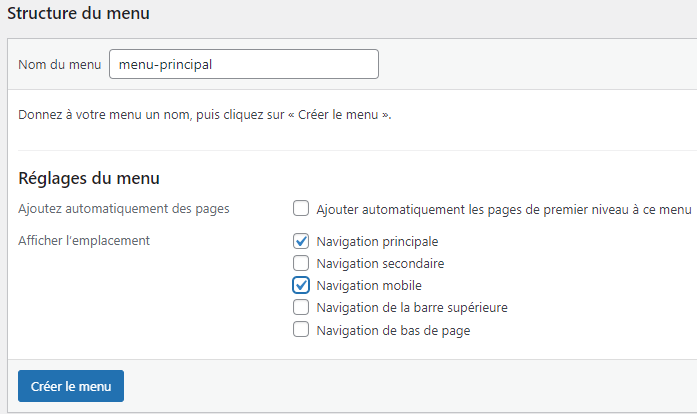 Structure du menu
Nom du menu menu-principal
Donnez à votre menu un nom, puis cliquez sur « Créer le menu ».
Réglages du menu
Ajoutez automatiquement des pages Ajouter automatiquement les pages de premier niveau à ce menu
Afficher l'emplacement Navigation principale
Navigation secondaire
Navigation mobile
Navigation de la barre supérieure
Navigation de bas de page
Créer le menu